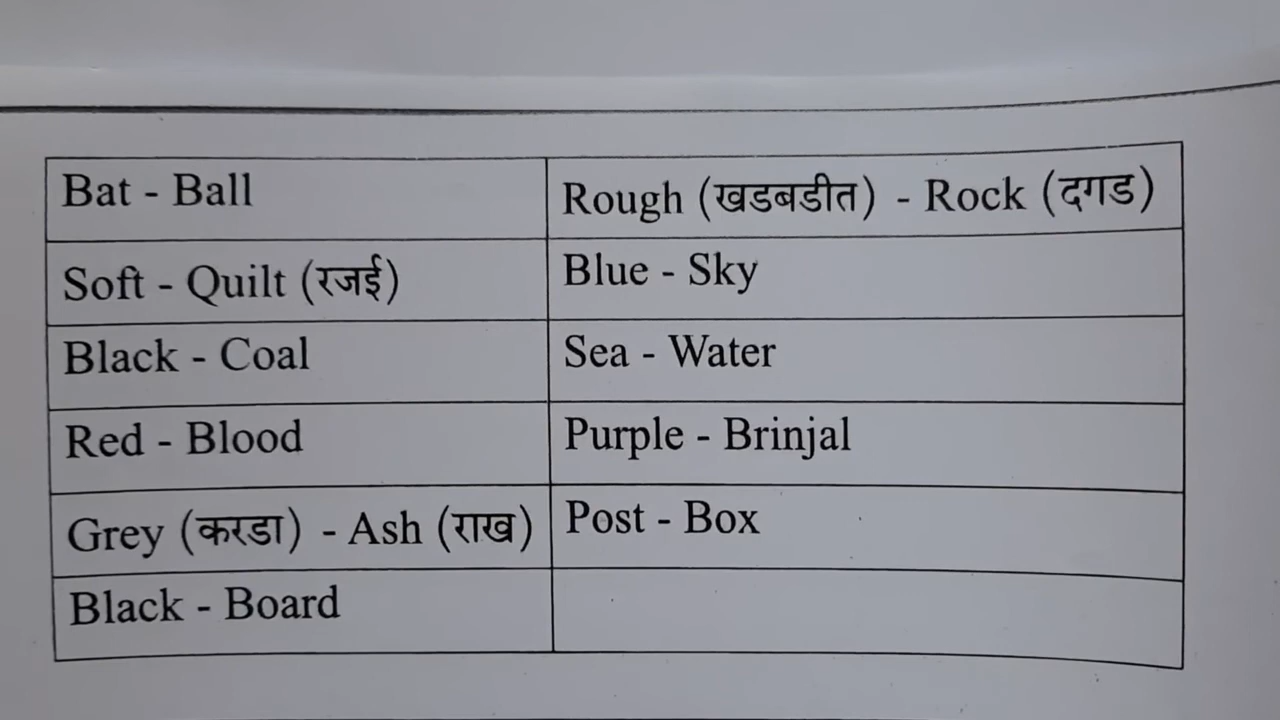 Bat - Ball
Rough (खडबडीत) - Rock (दगड)
Soft - Quilt (रजई)
Blue - Sky
Black - Coal
Sea - Water
Red - Blood
Purple - Brinjal
Grey (करडा) - Ash (राख)
Post - Box
Black - Board